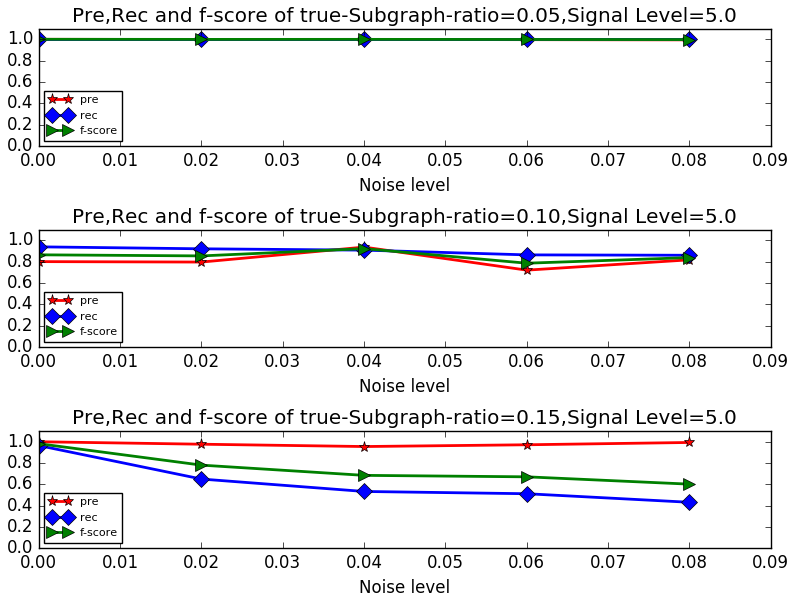 Pre,Rec and f-score of true-Subgraph-ratio=0.05,Signal Level=5.0
1.0
0.8
0.6
0.4
0.2
0.0
pre
rec
f-score
0.00 0.01 0.02 0.03 0.04 0.05 0.06 0.07 0.08 0.09
Noise level
Pre,Rec and f-score of true-Subgraph-ratio=0.10,Signal Level=5.0
1.0
0.8
0.6
0.4
0.2
0.0
pre
rec
f-score
0.00 0.01 0.02 0.03 0.04 0.05 0.06 0.07 0.08 0.09
Noise level
Pre,Rec and f-score of true-Subgraph-ratio=0.15,Signal Level=5.0
1.0
0.8
0.6
0.4
0.2
0.0
pre
rec
f-score
0.00 0.01 0.02 0.03 0.04 0.05 0.06 0.07 0.08 0.09
Noise level